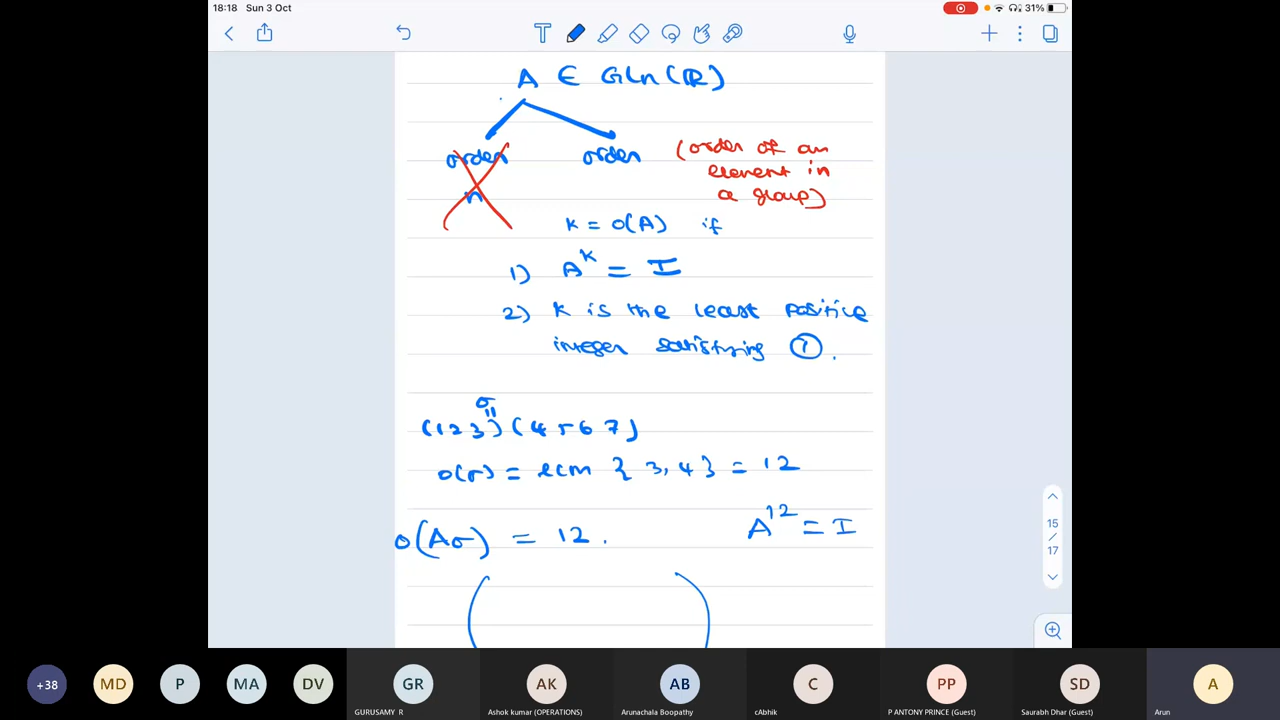 18:18 Sun 3 Oct
31%
A ∈ GLn(R)
order order (order of an
element in
a group)
n
k = o(A) if
1) A^k = I
2) k is the least positive
integer satisfying ①.
σ
||
(1 2 3) (4 5 6 7)
o(σ) = lcm { 3, 4 } = 12
o(Aσ) = 12. A^12 = I
( )
15
/
17
+38 MD P MA DV GR AK AB C PP SD A
GURUSAMY R Ashok kumar (OPERATIONS) Arunachala Boopathy cAbhik P ANTONY PRINCE (Guest) Saurabh Dhar (Guest) Arun